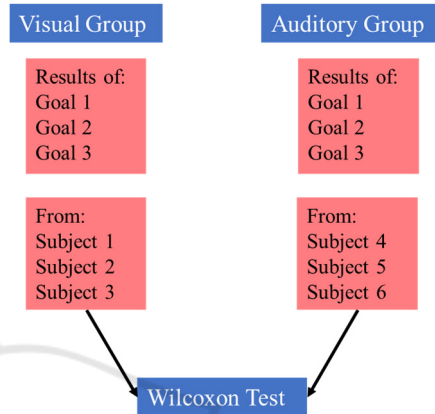 Visual Group
Results of:
Goal 1
Goal 2
Goal 3
From:
Subject 1
Subject 2
Subject 3
Auditory Group
Results of:
Goal 1
Goal 2
Goal 3
From:
Subject 4
Subject 5
Subject 6
Wilcoxon Test